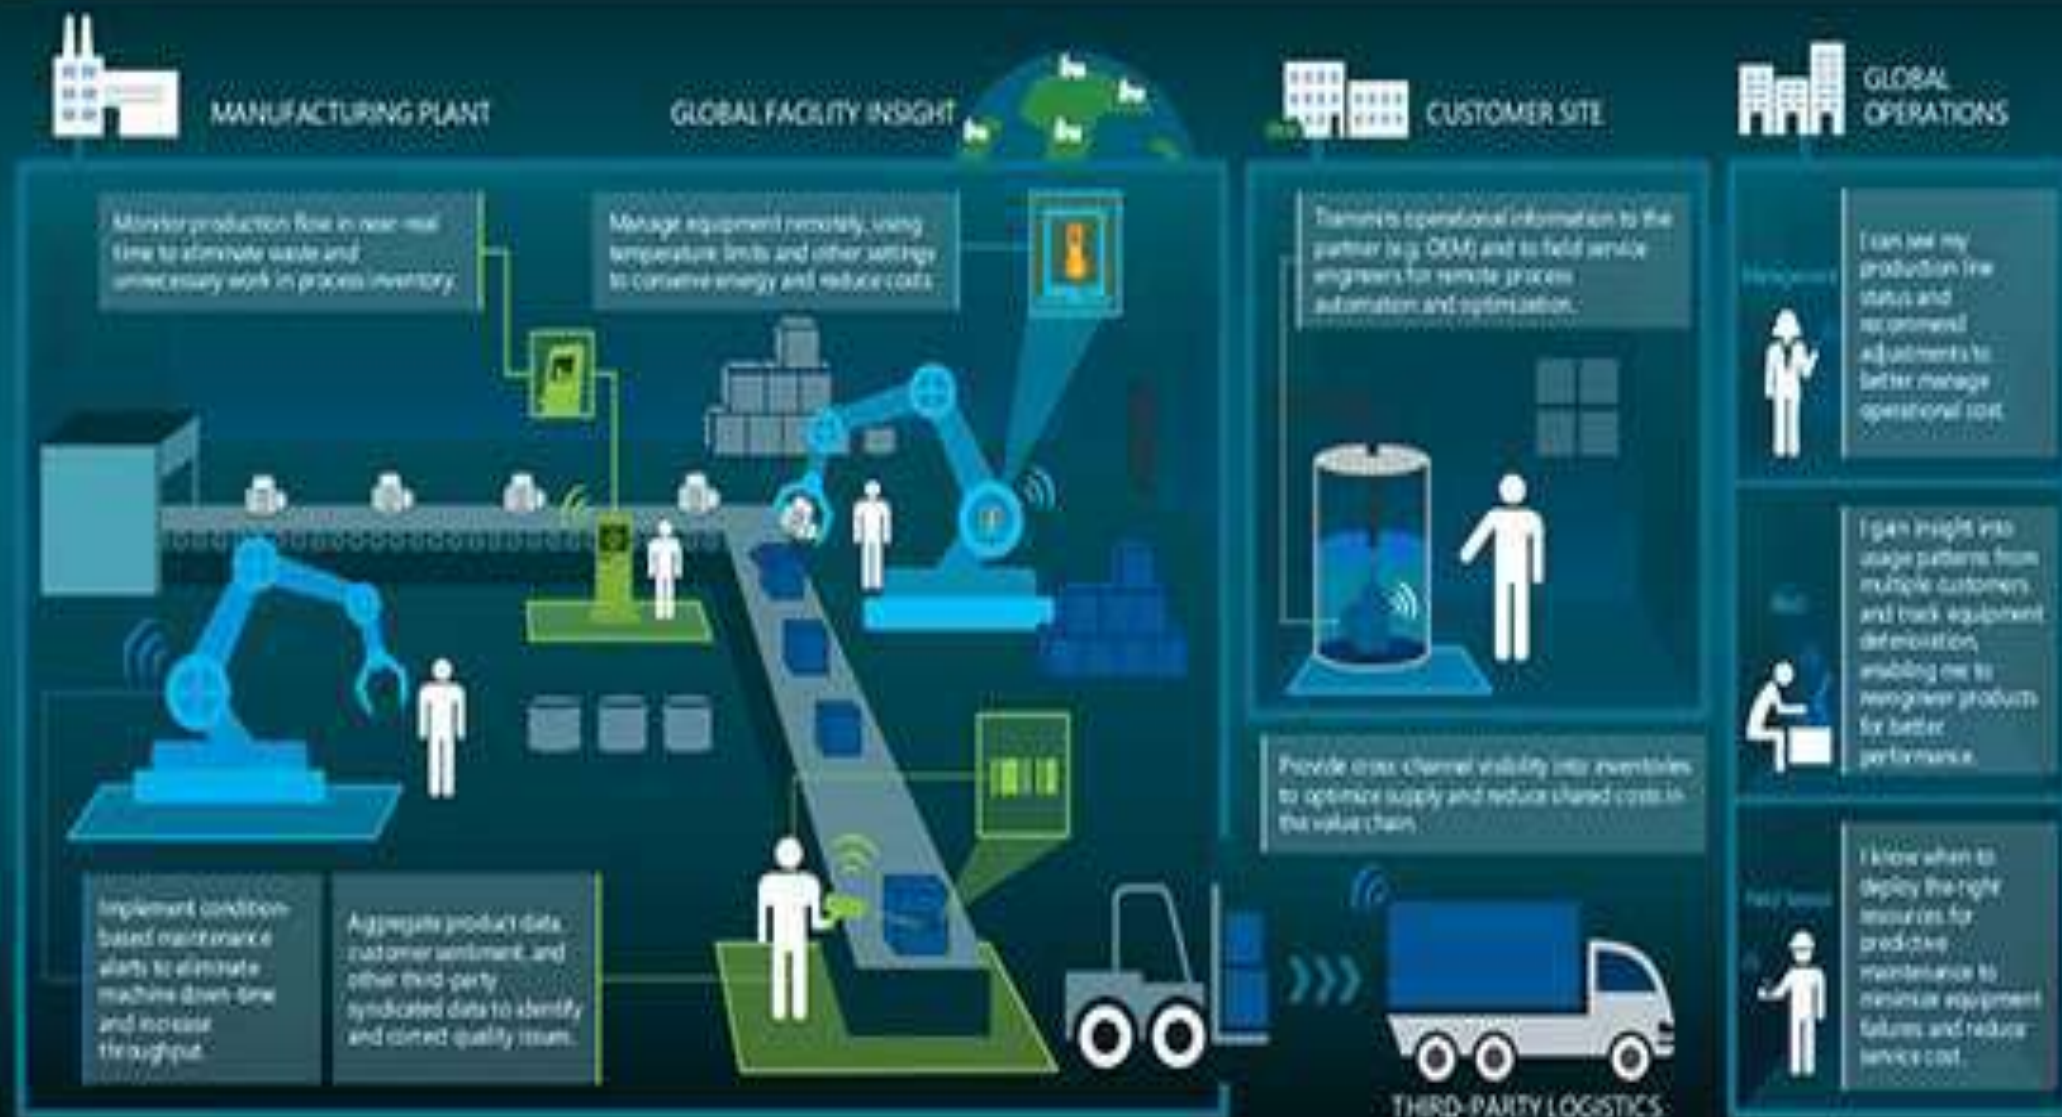 MANUFACTURING PLANT
GLOBAL FACILITY INSIGHT
CUSTOMER SITE
GLOBAL
OPERATIONS
Monitor production flow in near-real
time to eliminate waste and
unnecessary work in process inventory.
Manage equipment remotely, using
temperature limits and other settings
to conserve energy and reduce costs.
Implement condition-
based maintenance
alerts to eliminate
machine down-time
and increase
throughput.
Aggregate product data,
customer sentiment, and
other third-party
syndicated data to identify
and correct quality issues.
Transmits operational information to the
partner (e.g. OEM) and to field service
engineers for remote process
automation and optimization.
Provide cross-channel visibility into inventories
to optimize supply and reduce shared costs in
the value chain.
THIRD-PARTY LOGISTICS
Management
I can see my
production line
status and
recommend
adjustments to
better manage
operational cost.
R&D
I gain insight into
usage patterns from
multiple customers
and track equipment
deterioration,
enabling me to
reengineer products
for better
performance.
Field Service
I know when to
deploy the right
resources for
predictive
maintenance to
minimize equipment
failures and reduce
service cost.